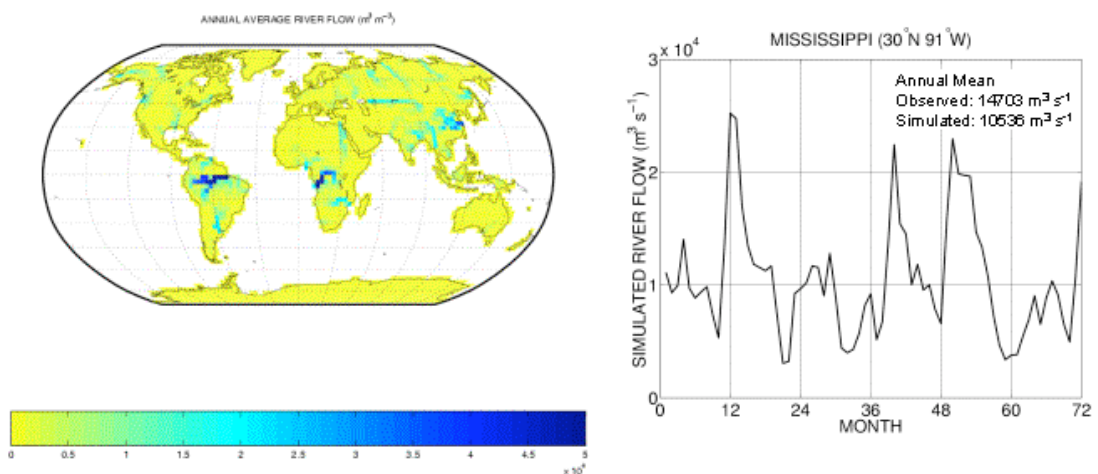 ANNUAL AVERAGE RIVER FLOW (m³ m⁻³)
0 0.5 1 1.5 2 2.5 3 3.5 4 4.5 5
x 10⁴
MISSISSIPPI (30°N 91°W)
x 10⁴
Annual Mean
Observed: 14703 m³ s⁻¹
Simulated: 10536 m³ s⁻¹
SIMULATED RIVER FLOW (m³ s⁻¹)
3
2
1
0
0 12 24 36 48 60 72
MONTH